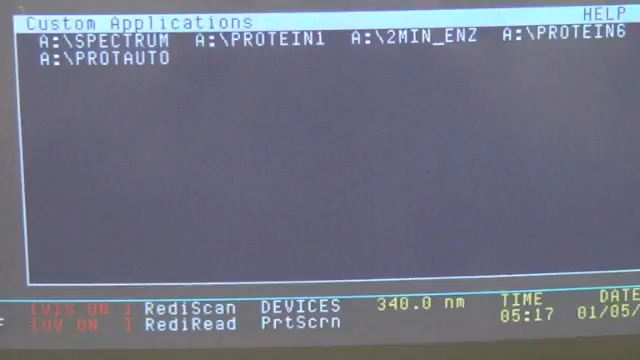 Custom Applications HELP
A:\SPECTRUM A:\PROTEIN1 A:\2MIN_ENZ A:\PROTEIN6
A:\PROTAUTO
[VIS ON ] RediScan DEVICES 340.0 nm TIME DATE
[UV ON ] RediRead PrtScrn 05:17 01/05/